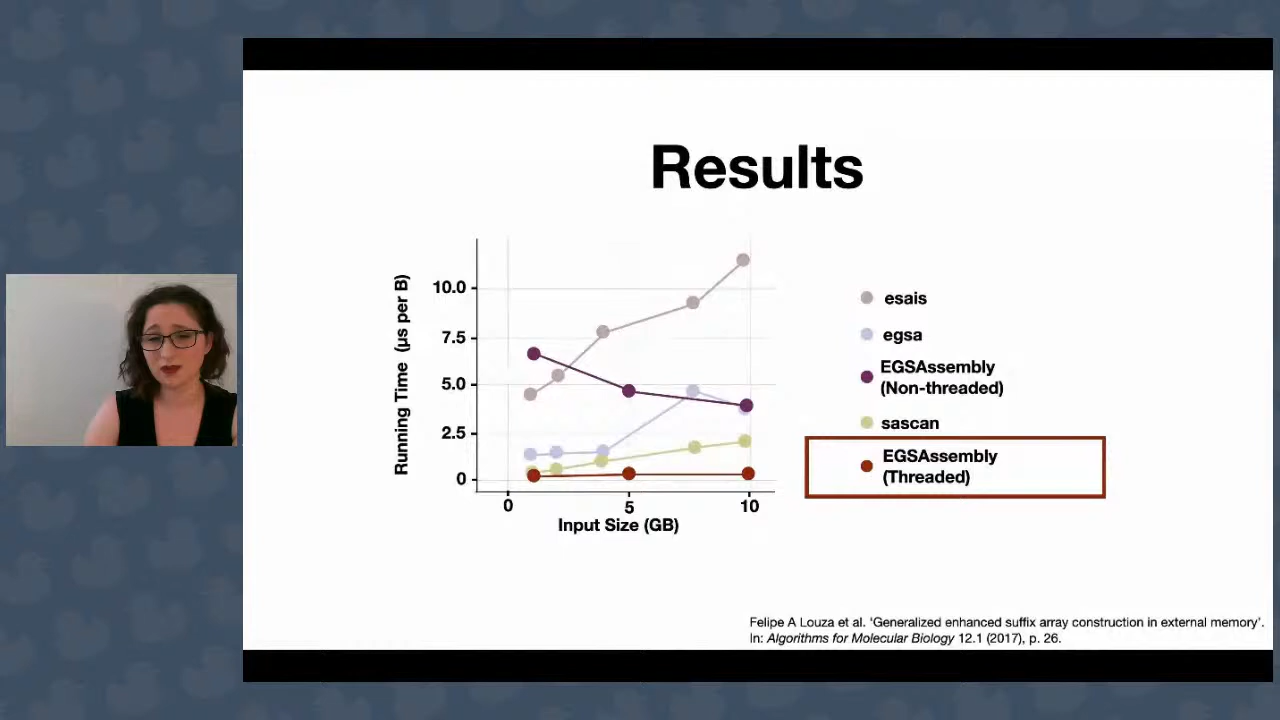 Results
Running Time (µs per B)
10.0
7.5
5.0
2.5
0
0
5
10
Input Size (GB)
esais
egsa
EGSAssembly
(Non-threaded)
sascan
EGSAssembly
(Threaded)
Felipe A Louza et al. ‘Generalized enhanced suffix array construction in external memory’.
In: Algorithms for Molecular Biology 12.1 (2017), p. 26.